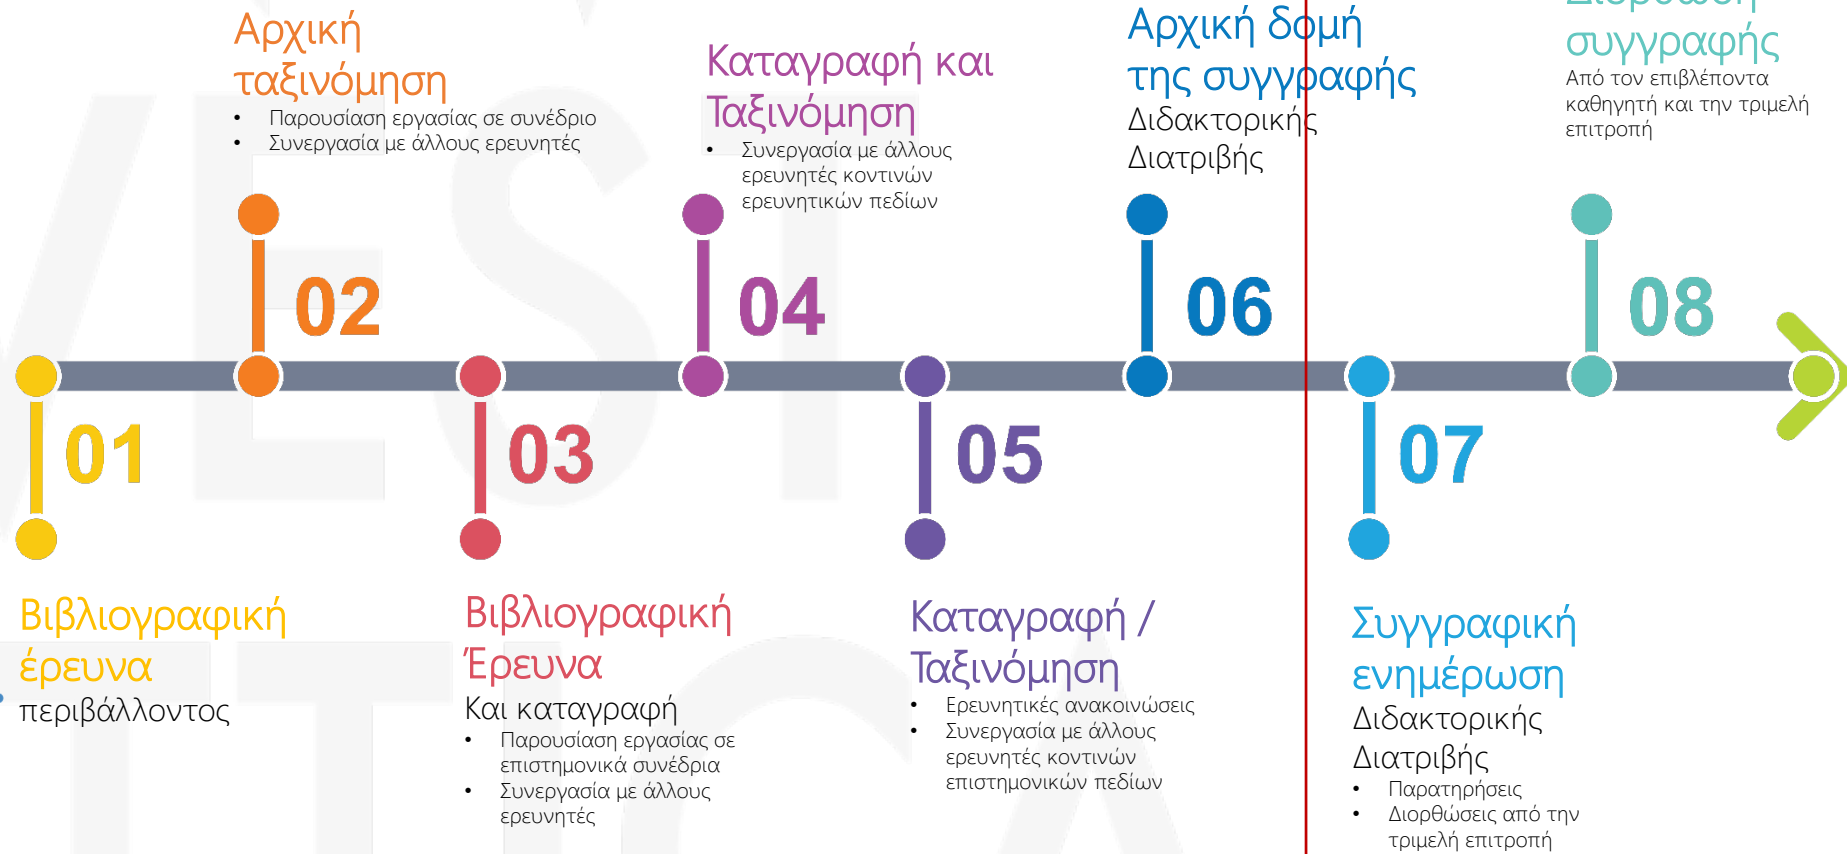 Αρχική
ταξινόμηση
• Παρουσίαση εργασίας σε συνέδριο
• Συνεργασία με άλλους ερευνητές
02
Καταγραφή και
Ταξινόμηση
• Συνεργασία με άλλους
ερευνητές κοντινών
ερευνητικών πεδίων
04
Αρχική δομή
της συγγραφής
Διδακτορικής
Διατριβής
06
συγγραφής
Από τον επιβλέποντα
καθηγητή και την τριμελή
επιτροπή
08
01
Βιβλιογραφική
έρευνα
περιβάλλοντος
03
Βιβλιογραφική
Έρευνα
Και καταγραφή
• Παρουσίαση εργασίας σε
επιστημονικά συνέδρια
• Συνεργασία με άλλους
ερευνητές
05
Καταγραφή /
Ταξινόμηση
• Ερευνητικές ανακοινώσεις
• Συνεργασία με άλλους
ερευνητές κοντινών
επιστημονικών πεδίων
07
Συγγραφική
ενημέρωση
Διδακτορικής
Διατριβής
• Παρατηρήσεις
• Διορθώσεις από την
τριμελή επιτροπή